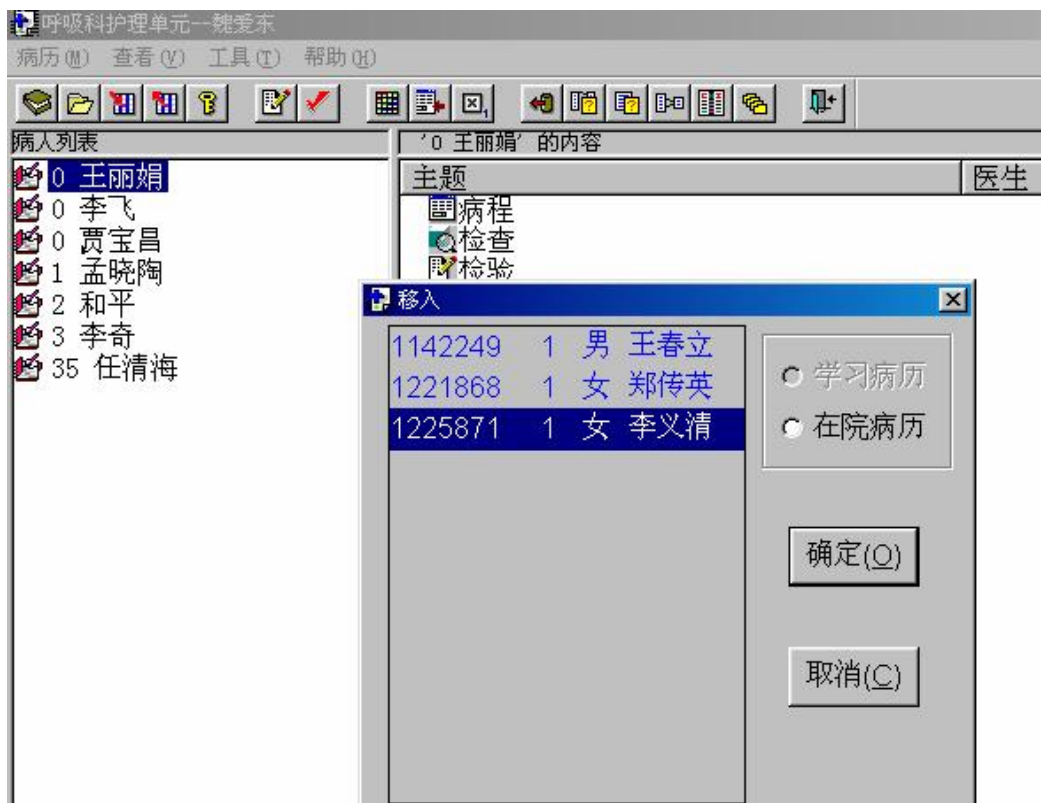 呼吸科护理单元--魏爱东
病历(M) 查看(V) 工具(T) 帮助(H)
病人列表
'0 王丽娟' 的内容
0 王丽娟
0 李飞
0 贾宝昌
1 孟晓陶
2 和平
3 李奇
35 任清海
主题 医生
病程
检查
检验
移入
1142249 1 男 王春立
1221868 1 女 郑传英
1225871 1 女 李义清
学习病历
在院病历
确定(O)
取消(C)